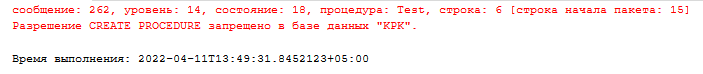 сообщение: 262, уровень: 14, состояние: 18, процедура: Test, строка: 6 [строка начала пакета: 15]
Разрешение CREATE PROCEDURE запрещено в базе данных "КРК".
Время выполнения: 2022-04-11T13:49:31.8452123+05:00